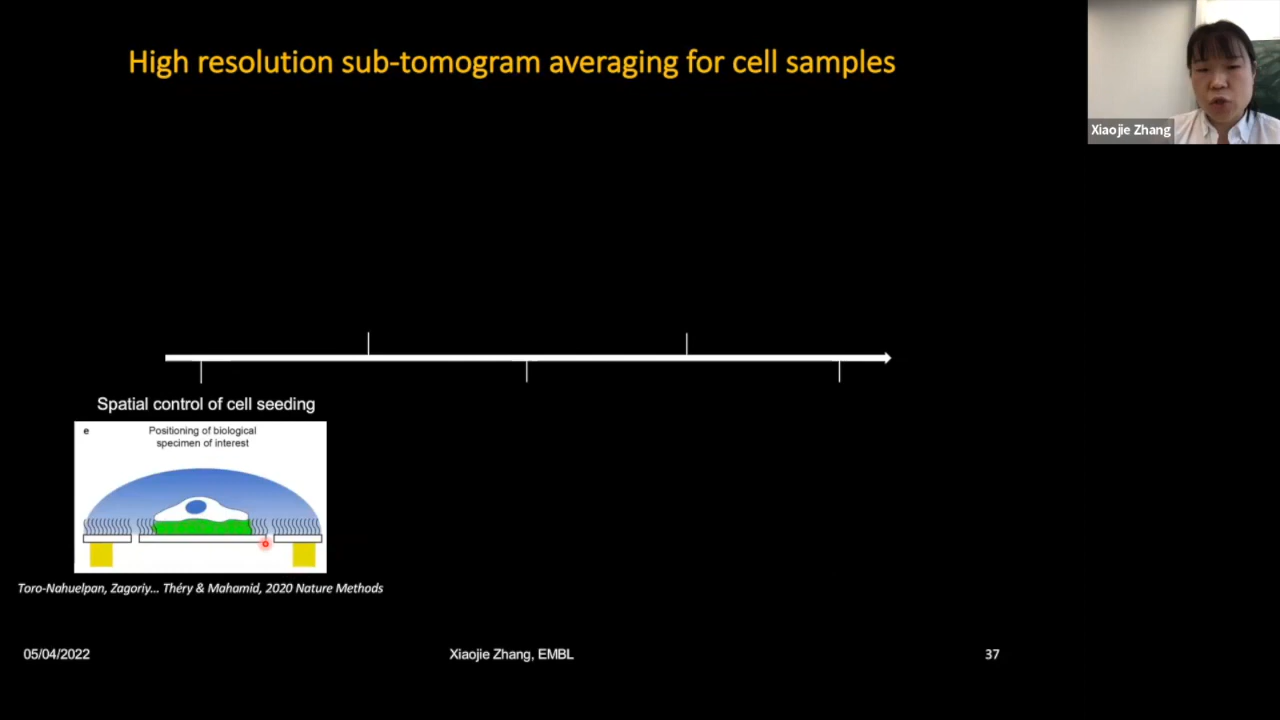 High resolution sub-tomogram averaging for cell samples
Xiaojie Zhang
Spatial control of cell seeding
e
Positioning of biological
specimen of interest
Toro-Nahuelpan, Zagoriy... Théry & Mahamid, 2020 Nature Methods
05/04/2022
Xiaojie Zhang, EMBL
37